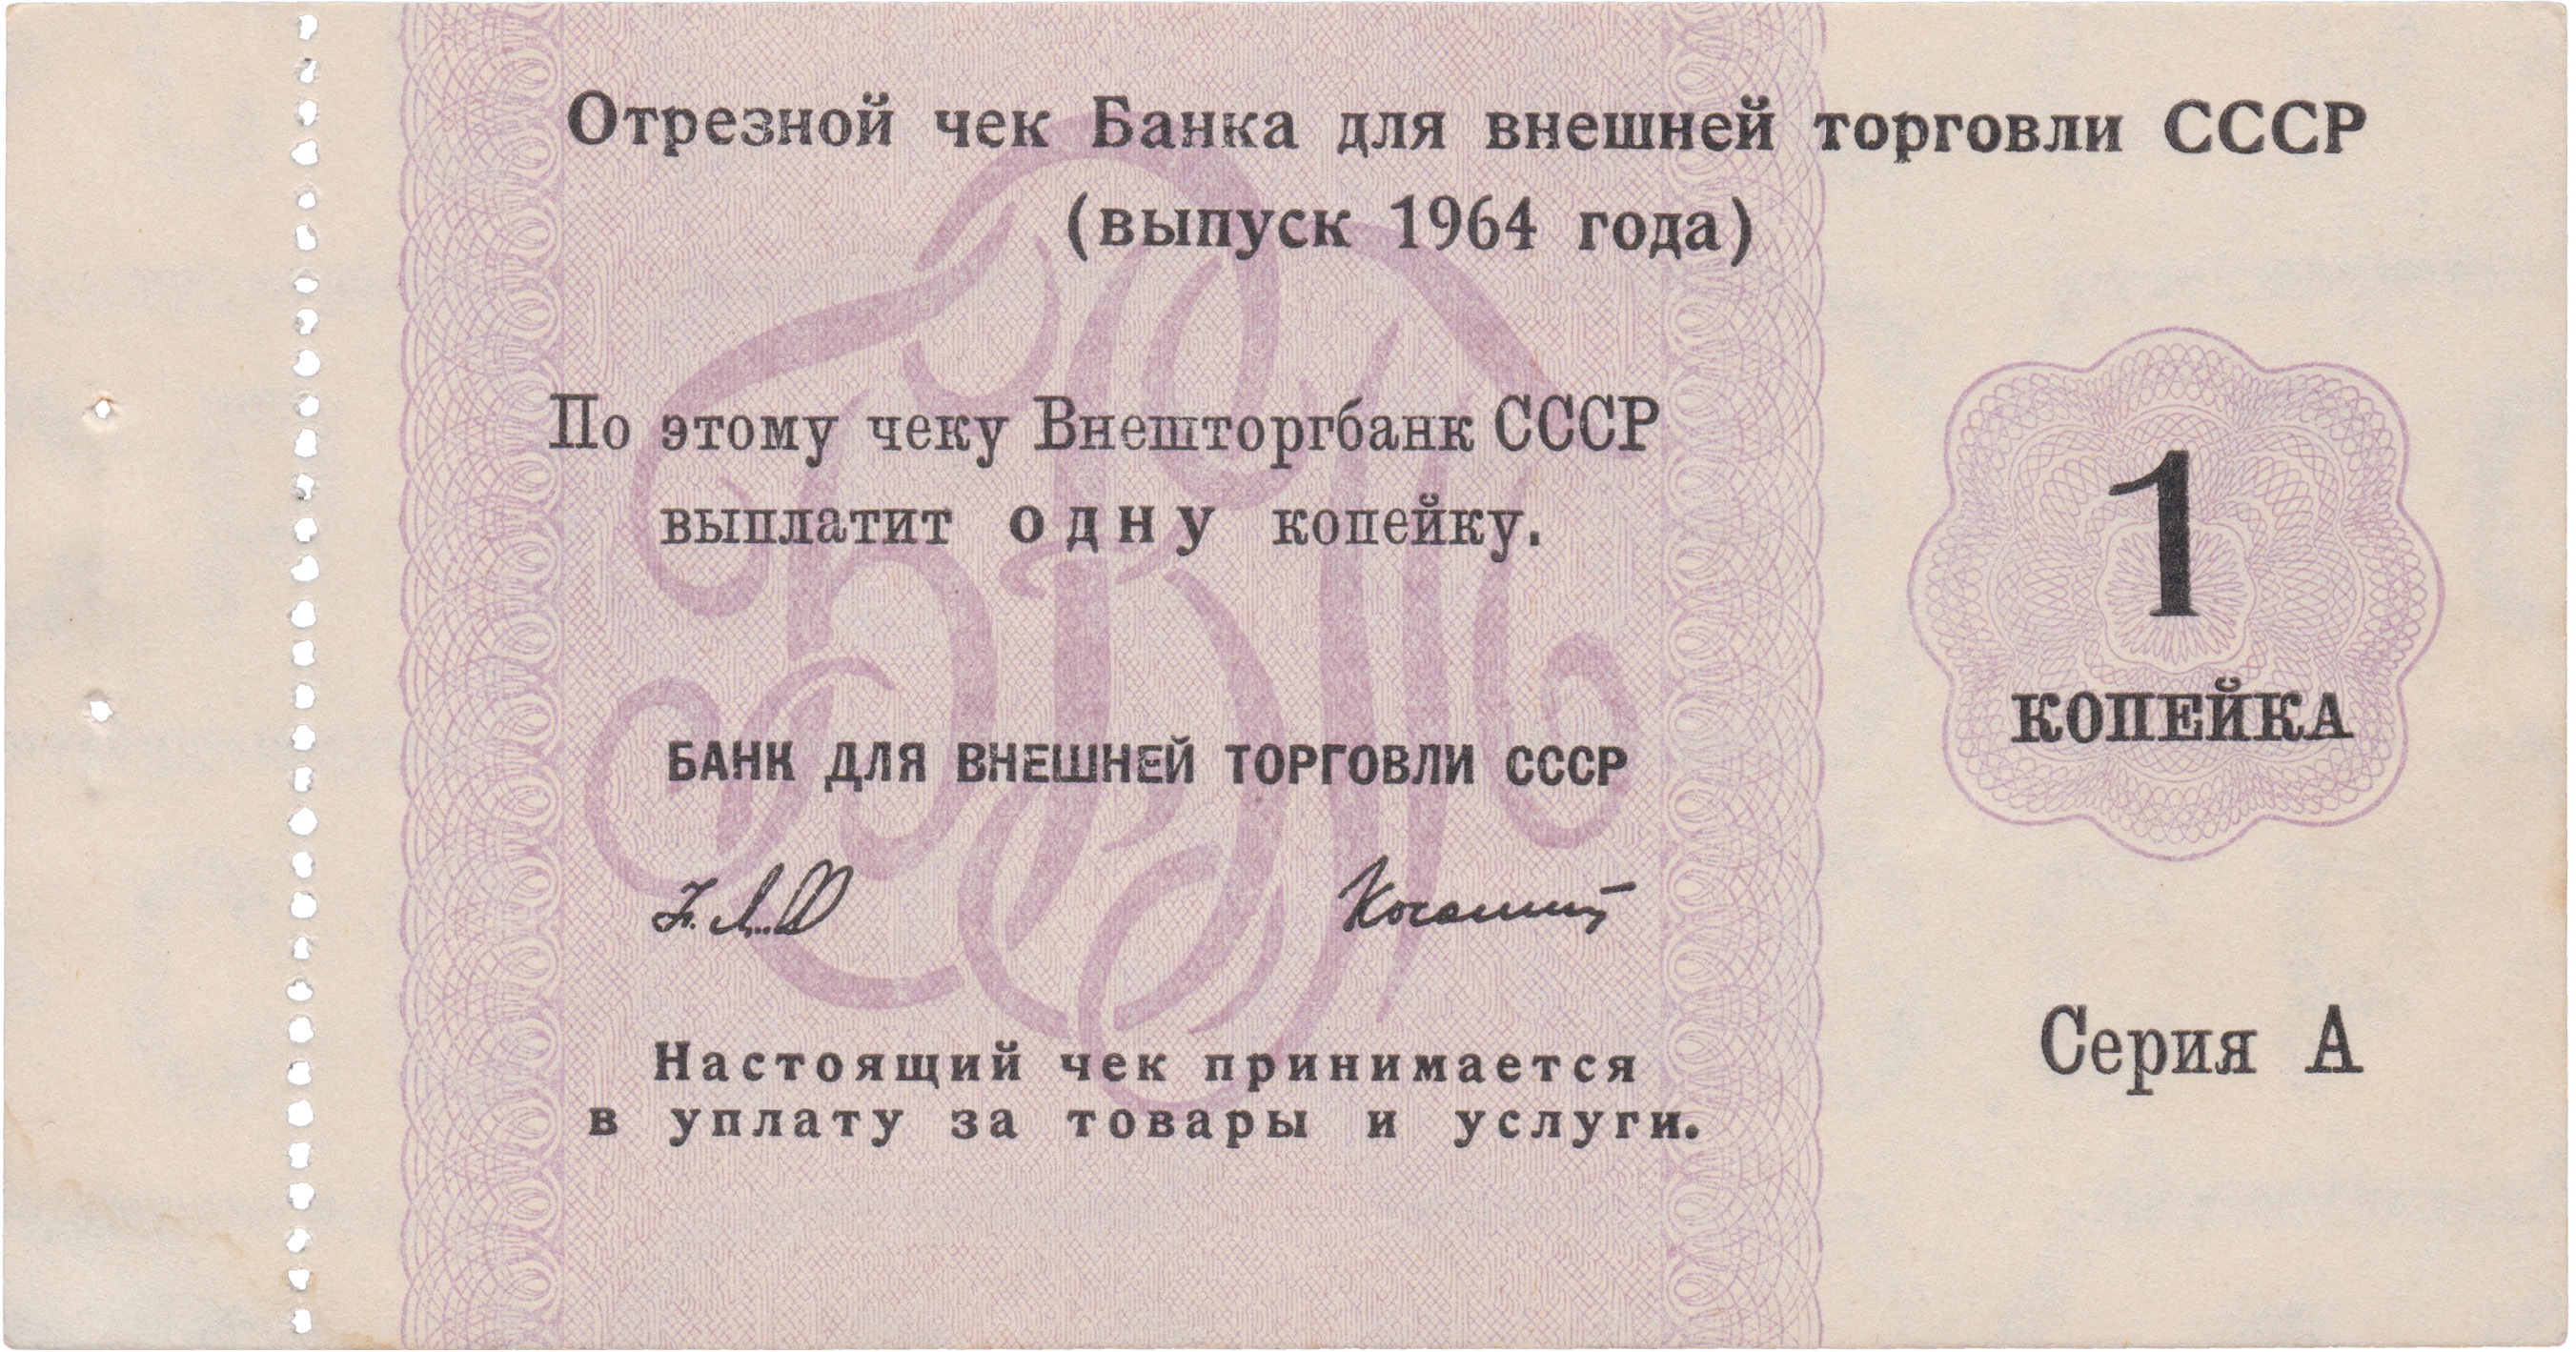 Отрезной чек Банка для внешней торговли СССР
(выпуск 1964 года)
По этому чеку Внешторгбанк СССР
выплатит одну копейку.
1
КОПЕЙКА
БАНК ДЛЯ ВНЕШНЕЙ ТОРГОВЛИ СССР
Серия А
Настоящий чек принимается
в уплату за товары и услуги.